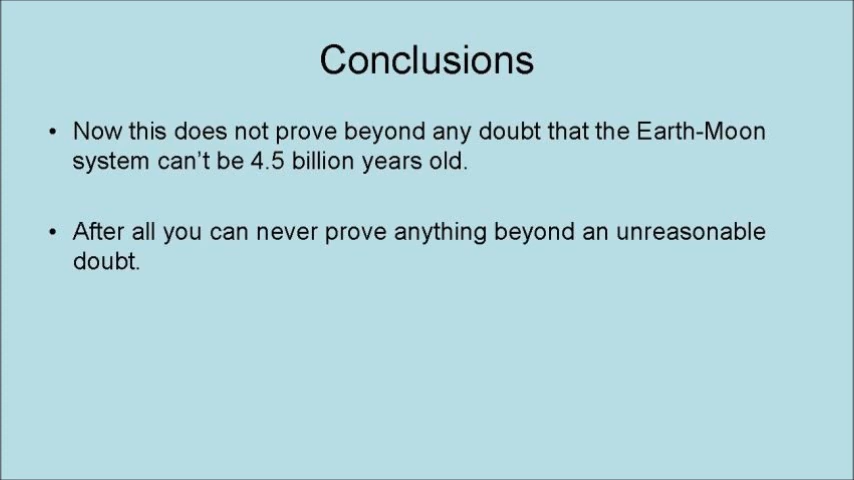 Conclusions
• Now this does not prove beyond any doubt that the Earth-Moon
system can't be 4.5 billion years old.
• After all you can never prove anything beyond an unreasonable
doubt.